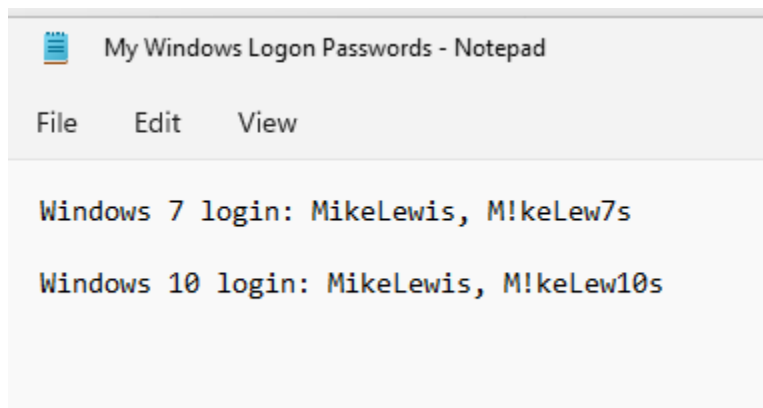 My Windows Logon Passwords - Notepad
File Edit View
Windows 7 login: MikeLewis, M!keLew7s
Windows 10 login: MikeLewis, M!keLew10s